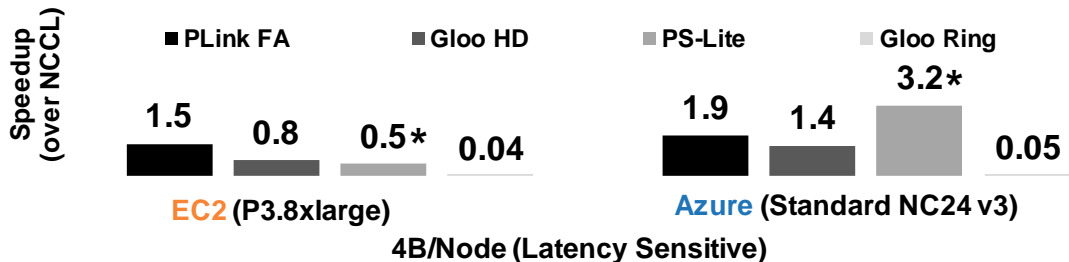 Speedup
(over NCCL)
PLink FA Gloo HD PS-Lite Gloo Ring
1.5 0.8 0.5* 0.04
1.9 1.4 3.2* 0.05
EC2 (P3.8xlarge)
Azure (Standard NC24 v3)
4B/Node (Latency Sensitive)